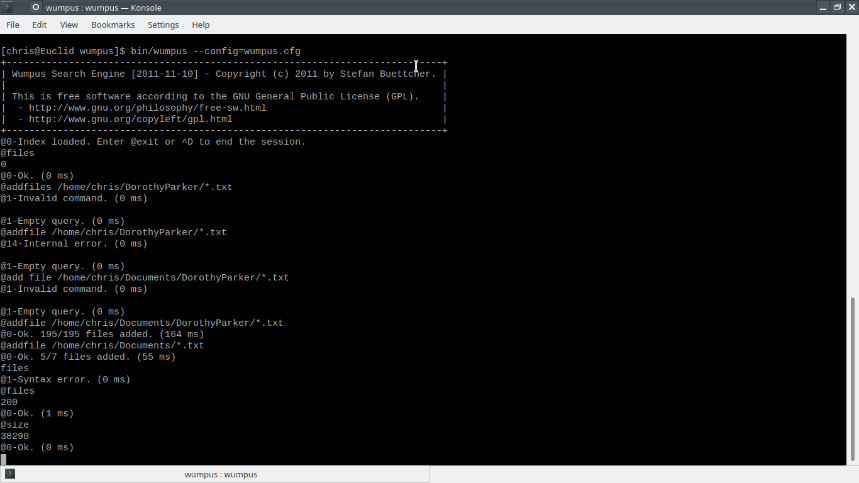 wumpus : wumpus — Konsole
File Edit View Bookmarks Settings Help
[chris@Euclid wumpus]$ bin/wumpus --config=wumpus.cfg
+-------------------------------------------------------------------------------+
| Wumpus Search Engine [2011-11-10] - Copyright (c) 2011 by Stefan Buettcher. |
| |
| This is free software according to the GNU General Public License (GPL). |
| - http://www.gnu.org/philosophy/free-sw.html |
| - http://www.gnu.org/copyleft/gpl.html |
+-------------------------------------------------------------------------------+
@0-Index loaded. Enter @exit or ^D to end the session.
@files
0
@0-Ok. (0 ms)
@addfiles /home/chris/DorothyParker/*.txt
@1-Invalid command. (0 ms)
@1-Empty query. (0 ms)
@addfile /home/chris/DorothyParker/*.txt
@14-Internal error. (0 ms)
@1-Empty query. (0 ms)
@add file /home/chris/Documents/DorothyParker/*.txt
@1-Invalid command. (0 ms)
@1-Empty query. (0 ms)
@addfile /home/chris/Documents/DorothyParker/*.txt
@0-Ok. 195/195 files added. (164 ms)
@addfile /home/chris/Documents/*.txt
@0-Ok. 5/7 files added. (55 ms)
files
@1-Syntax error. (0 ms)
@files
200
@0-Ok. (1 ms)
@size
38290
@0-Ok. (0 ms)
wumpus : wumpus